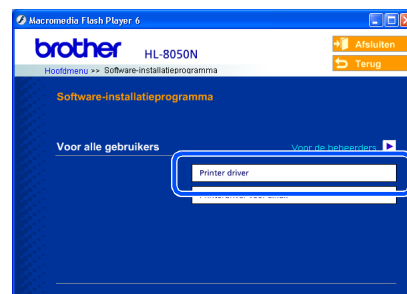 Macromedia Flash Player 6
brother HL-8050N
Afsluiten
Terug
Hoofdmenu >> Software-installatieprogramma
Software-installatieprogramma
Voor alle gebruikers
Voor de beheerders
Printer driver